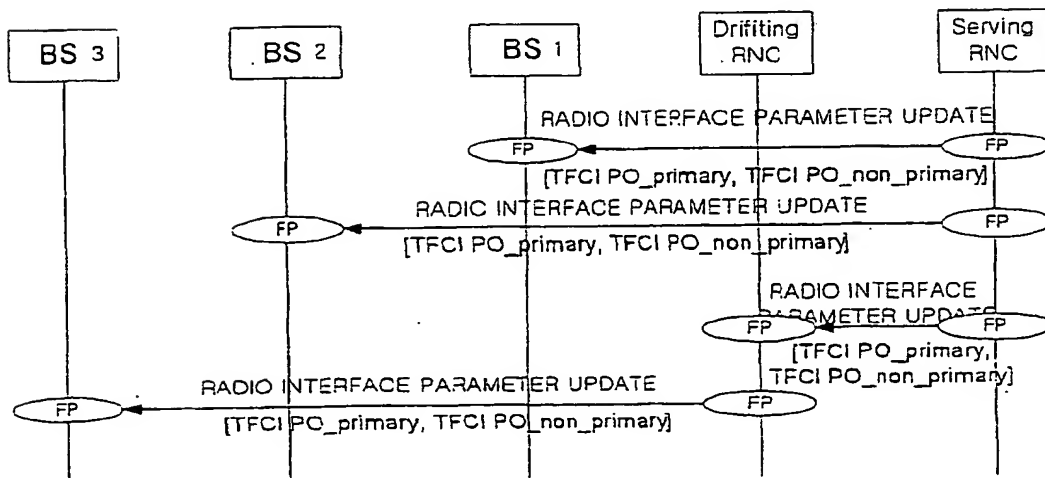 BS 3
. BS 2
BS 1
Drifiting
. RNC
Serving
RNC
RADIO INTERFACE PARAMETER UPDATE
FP
FP
[TFCI PO_primary, TFCI PO_non_primary]
RADIC INTERFACE PARAMETER UPDATE
FP
FP
[TFCI PO_primary, TFCI PO_non_primary]
RADIO INTERFACE
PARAMETER UPDATE
FP
FP
[TFCI PO_primary,
TFCI PO_non_primary]
RADIO INTERFACE PARAMETER UPDATE
FP
FP
[TFCI PO_primary, TFCI PO_non_primary]